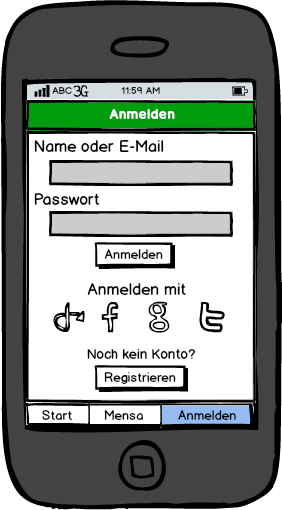 ABC 3G 11:59 AM
Anmelden
Name oder E-Mail
Passwort
Anmelden
Anmelden mit
Noch kein Konto?
Registrieren
Start Mensa Anmelden